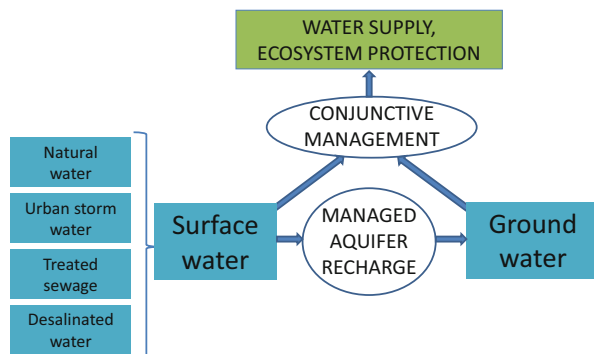 WATER SUPPLY,
ECOSYSTEM PROTECTION
CONJUNCTIVE
MANAGEMENT
Natural
water
Urban storm
water
Treated
sewage
Desalinated
water
Surface
water
MANAGED
AQUIFER
RECHARGE
Ground
water